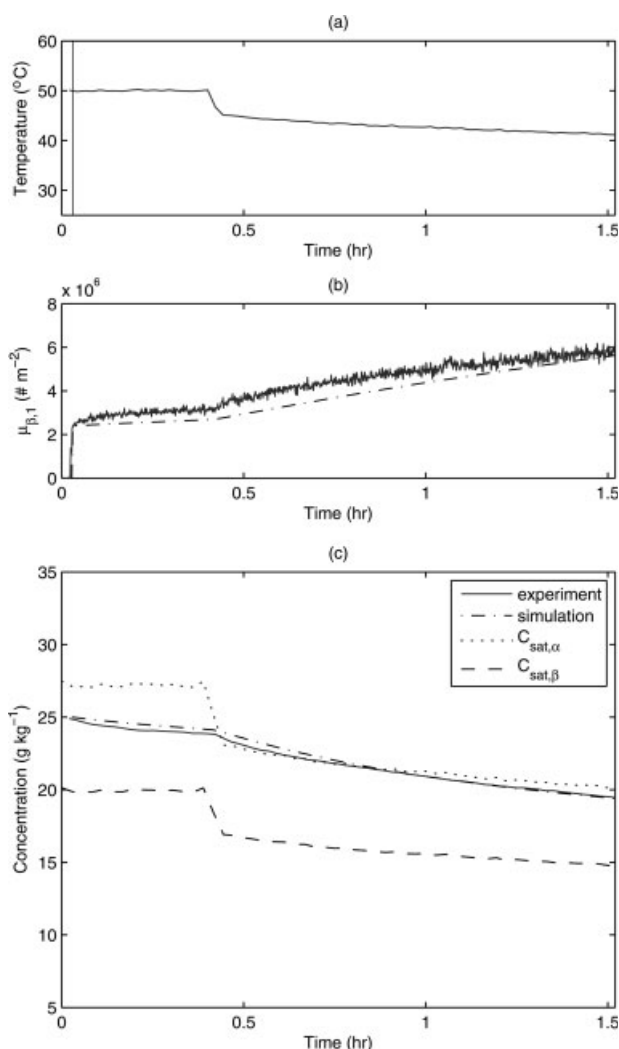 (a)
60
50
40
30
Temperature (°C)
0 0.5 1 1.5
Time (hr)
(b)
x 10⁶
8
6
4
2
0
μβ,1 (# m⁻²)
0 0.5 1 1.5
Time (hr)
(c)
35
30
25
20
15
10
5
Concentration (g kg⁻¹)
experiment
simulation
Csat,α
Csat,β
0 0.5 1 1.5
Time (hr)